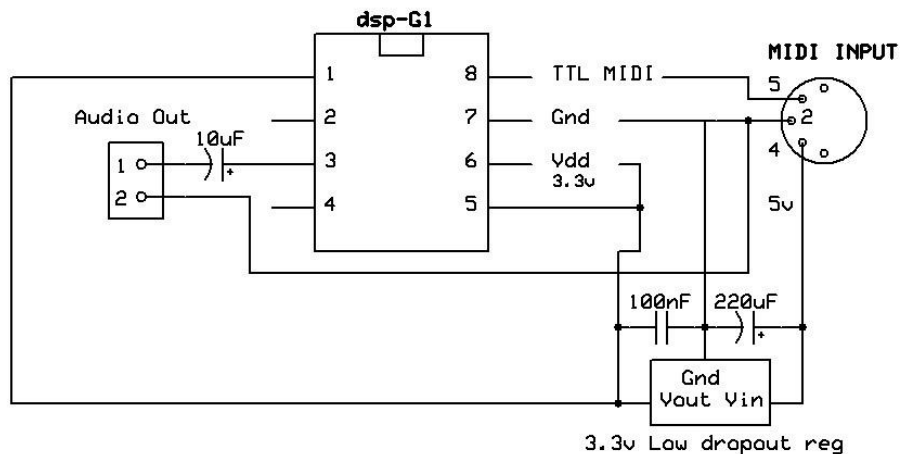 dsp-G1
MIDI INPUT
1
8
TTL MIDI
5
Audio Out
2
7
Gnd
2
10uF
4
1
+
3
6
Vdd
3.3v
2
4
5
5v
100nF
220uF
+
Gnd
Vout Vin
3.3v Low dropout reg